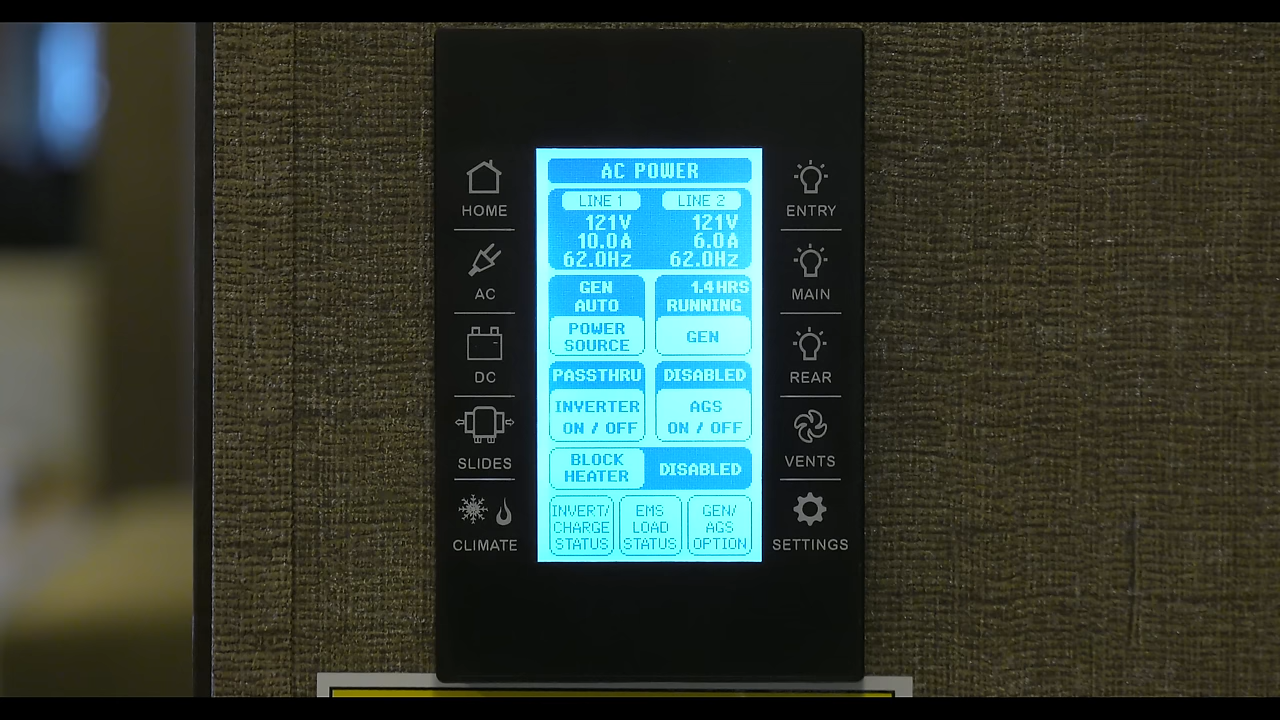 HOME
AC
DC
SLIDES
CLIMATE
AC POWER
LINE 1 LINE 2
121V 121V
10.0A 6.0A
62.0Hz 62.0Hz
GEN
AUTO
POWER
SOURCE
1.4 HRS
RUNNING
GEN
PASSTHRU
INVERTER
ON / OFF
DISABLED
AGS
ON / OFF
BLOCK
HEATER
DISABLED
INVERT/
CHARGE
STATUS
EMS
LOAD
STATUS
GEN/
AGS
OPTION
ENTRY
MAIN
REAR
VENTS
SETTINGS